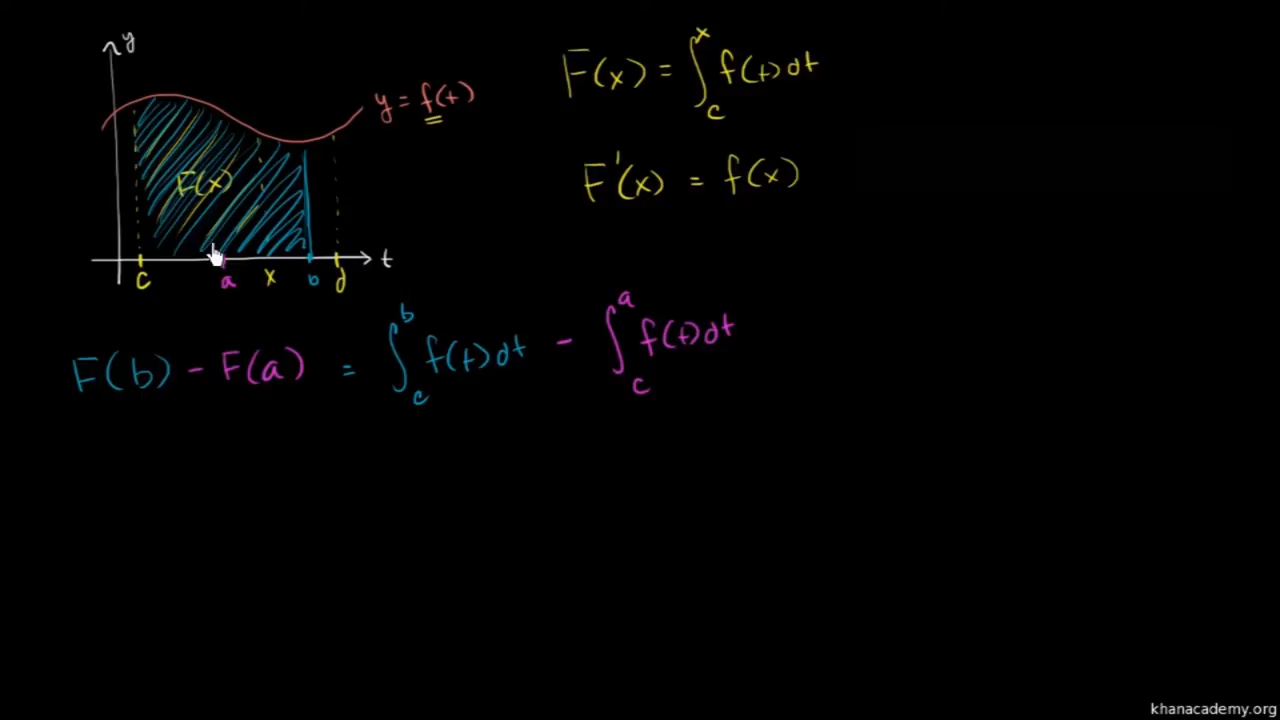 y
y = f(t)
F(x)
c a x b d t
F(x) = ∫_c^x f(t)dt
F'(x) = f(x)
F(b) - F(a) = ∫_c^b f(t)dt - ∫_c^a f(t)dt
khanacademy.org